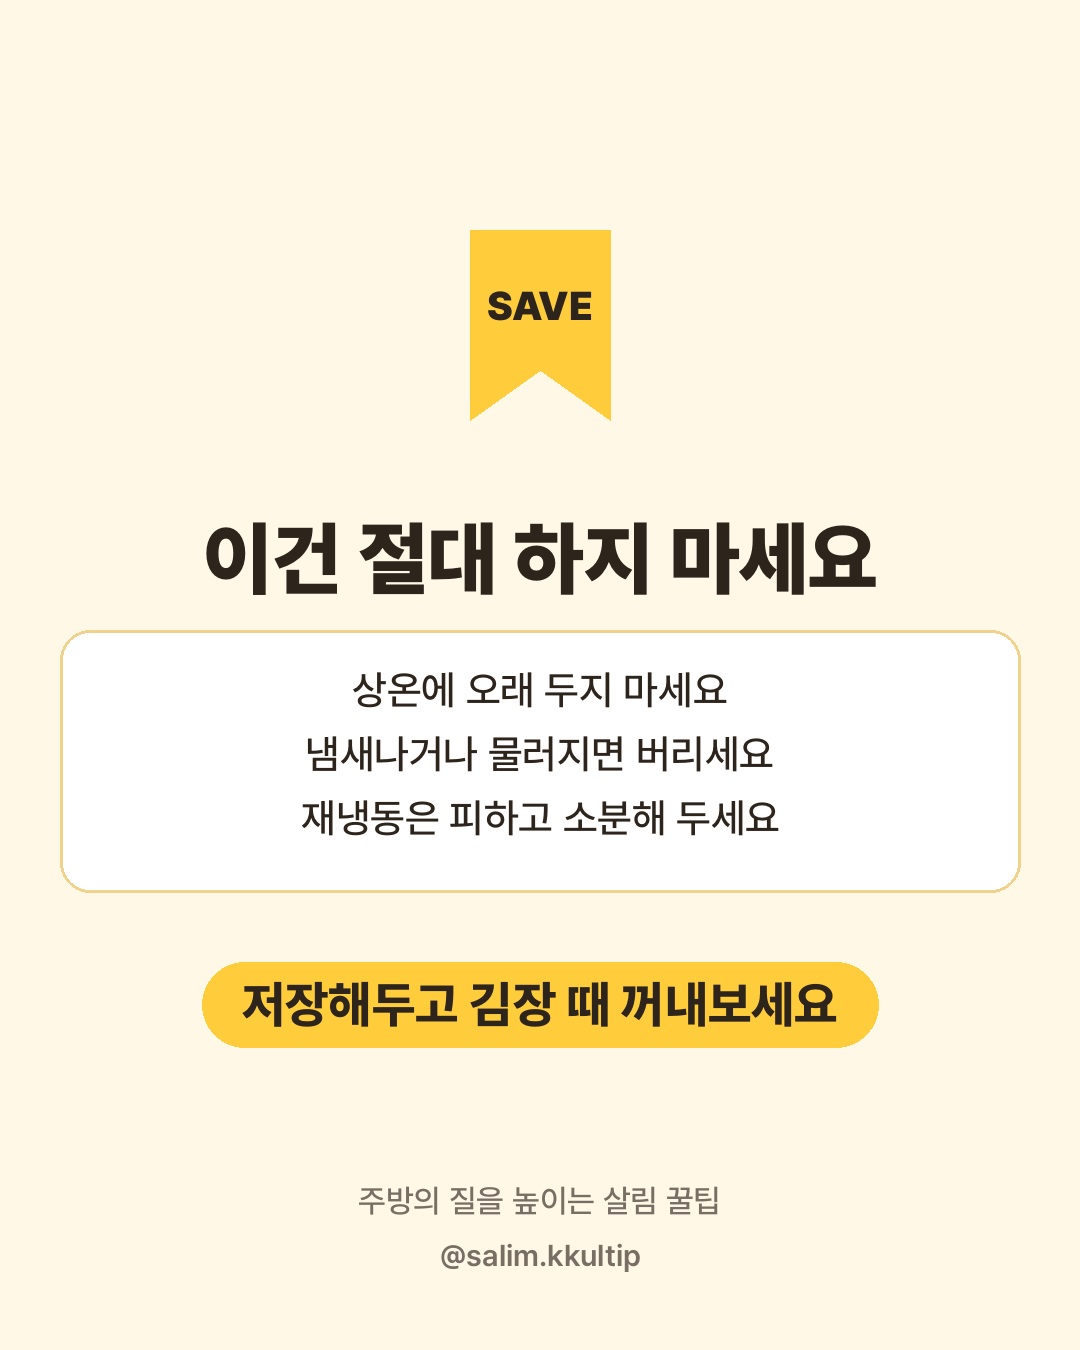 SAVE
이건 절대 하지 마세요
상온에 오래 두지 마세요
냄새나거나 물러지면 버리세요
재냉동은 피하고 소분해 두세요
저장해두고 김장 때 꺼내보세요
주방의 질을 높이는 살림 꿀팁
@salim.kkultip